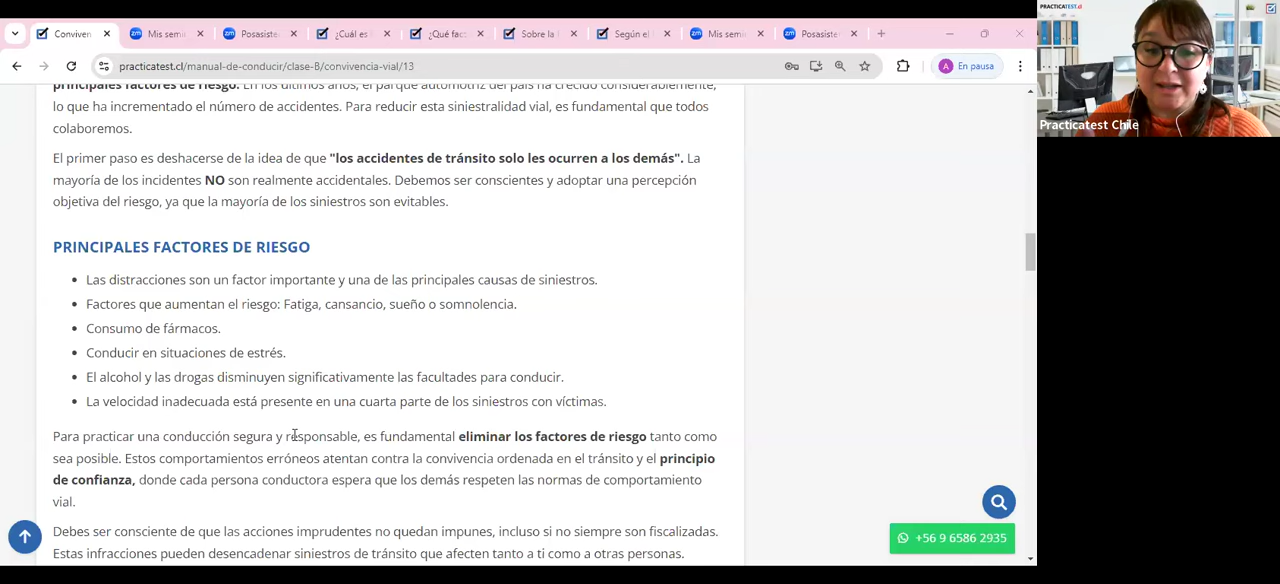 Conviven
Mis semi
Posasiste
¿Cuál es
¿Qué fac
Sobre la
Según el
Mis semi
Posasiste
practicatest.cl/manual-de-conducir/clase-B/convivencia-vial/13
A En pausa
principales factores de riesgo. En los últimos años, el parque automotriz del país ha crecido considerablemente,
lo que ha incrementado el número de accidentes. Para reducir esta siniestralidad vial, es fundamental que todos
colaboremos.
El primer paso es deshacerse de la idea de que "los accidentes de tránsito solo les ocurren a los demás". La
mayoría de los incidentes NO son realmente accidentales. Debemos ser conscientes y adoptar una percepción
objetiva del riesgo, ya que la mayoría de los siniestros son evitables.
PRINCIPALES FACTORES DE RIESGO
Las distracciones son un factor importante y una de las principales causas de siniestros.
Factores que aumentan el riesgo: Fatiga, cansancio, sueño o somnolencia.
Consumo de fármacos.
Conducir en situaciones de estrés.
El alcohol y las drogas disminuyen significativamente las facultades para conducir.
La velocidad inadecuada está presente en una cuarta parte de los siniestros con víctimas.
Para practicar una conducción segura y responsable, es fundamental eliminar los factores de riesgo tanto como
sea posible. Estos comportamientos erróneos atentan contra la convivencia ordenada en el tránsito y el principio
de confianza, donde cada persona conductora espera que los demás respeten las normas de comportamiento
vial.
Debes ser consciente de que las acciones imprudentes no quedan impunes, incluso si no siempre son fiscalizadas.
Estas infracciones pueden desencadenar siniestros de tránsito que afecten tanto a ti como a otras personas.
+56 9 6586 2935
PRACTICATEST.cl
Practicatest Chile